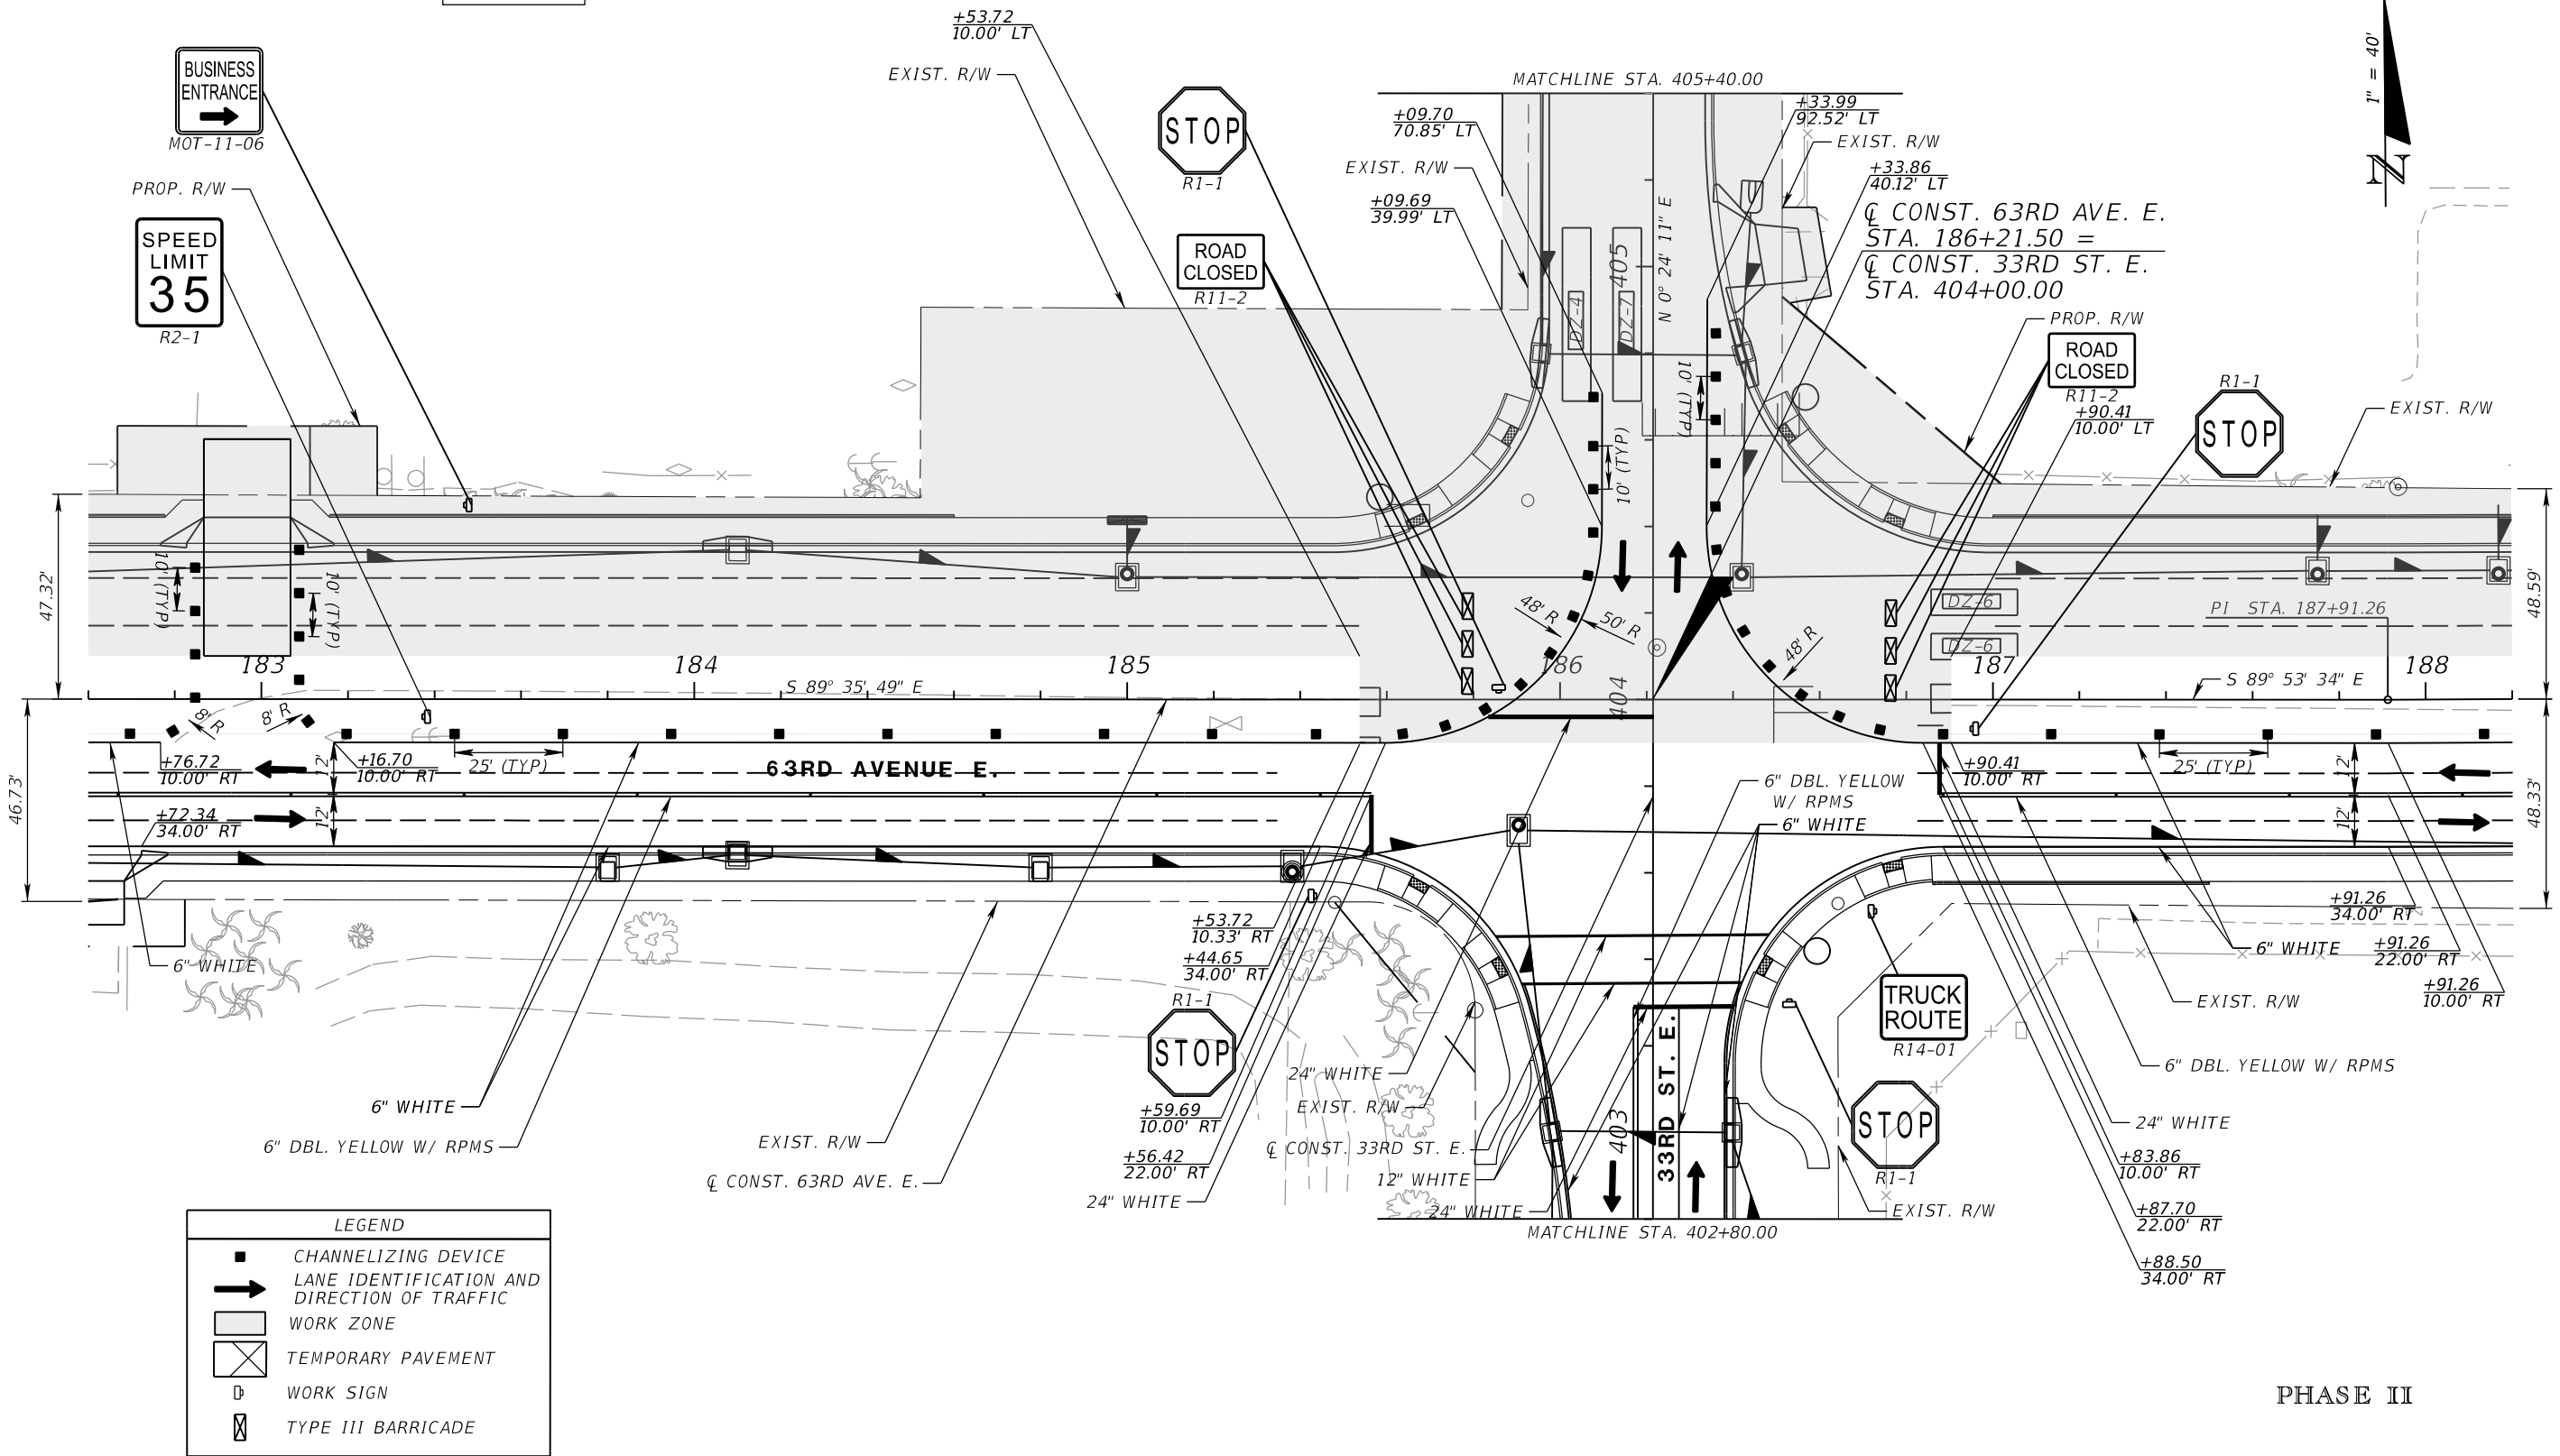 +53.72
10.00' LT
EXIST. R/W
BUSINESS
ENTRANCE
MOT-11-06
PROP. R/W
SPEED
LIMIT
35
R2-1
STOP
R1-1
ROAD
CLOSED
R11-2
MATCHLINE STA. 405+40.00
+09.70
70.85' LT
EXIST. R/W
+09.69
39.99' LT
+33.99
92.52' LT
EXIST. R/W
+33.86
40.12' LT
℄ CONST. 63RD AVE. E.
STA. 186+21.50 =
℄ CONST. 33RD ST. E.
STA. 404+00.00
1" = 40'
N
PROP. R/W
ROAD
CLOSED
R11-2
+90.41
10.00' LT
R1-1
STOP
EXIST. R/W
DZ-4
DZ-7
405
N 0° 24' 11" E
10' (TYP)
10' (TYP)
47.32'
10' (TYP)
10' (TYP)
48' R
50' R
48' R
DZ-6
DZ-6
PI STA. 187+91.26
48.59'
183
184
185
186
187
188
S 89° 35' 49" E
404
S 89° 53' 34" E
8' R
8' R
+76.72
10.00' RT
12'
+16.70
10.00' RT
25' (TYP)
63RD AVENUE E.
+90.41
10.00' RT
25' (TYP)
12'
46.73'
+72.34
34.00' RT
12'
6" DBL. YELLOW
W/ RPMS
6" WHITE
12'
48.33'
+53.72
10.33' RT
+44.65
34.00' RT
6" WHITE
+91.26
34.00' RT
6" WHITE
+91.26
22.00' RT
+91.26
10.00' RT
R1-1
STOP
TRUCK
ROUTE
R14-01
EXIST. R/W
6" DBL. YELLOW W/ RPMS
24" WHITE
EXIST. R/W
6" WHITE
+59.69
10.00' RT
403
33RD ST. E.
STOP
R1-1
24" WHITE
6" DBL. YELLOW W/ RPMS
EXIST. R/W
℄ CONST. 33RD ST. E.
+56.42
22.00' RT
+83.86
10.00' RT
℄ CONST. 63RD AVE. E.
12" WHITE
24" WHITE
24" WHITE
EXIST. R/W
+87.70
22.00' RT
MATCHLINE STA. 402+80.00
+88.50
34.00' RT
LEGEND
CHANNELIZING DEVICE
LANE IDENTIFICATION AND
DIRECTION OF TRAFFIC
WORK ZONE
TEMPORARY PAVEMENT
WORK SIGN
TYPE III BARRICADE
PHASE II